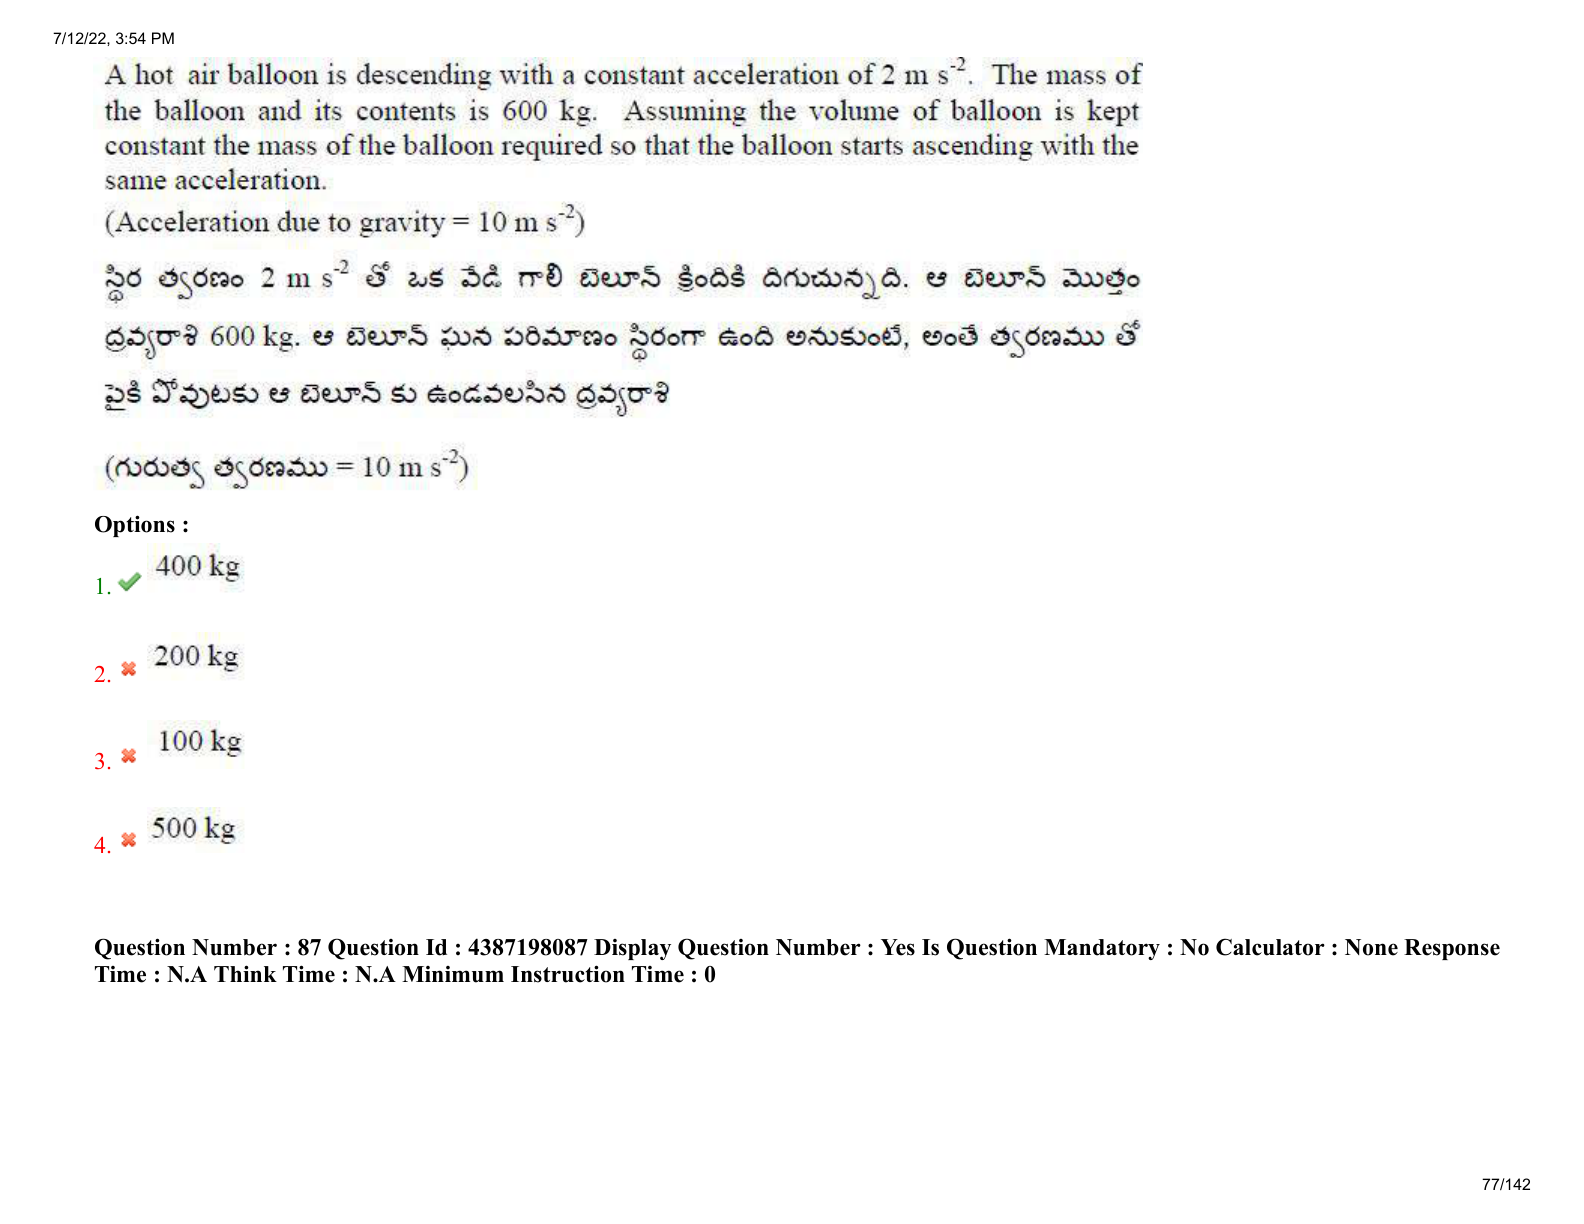 7/12/22, 3:54 PM
A hot air balloon is descending with a constant acceleration of 2 m s⁻². The mass of
the balloon and its contents is 600 kg. Assuming the volume of balloon is kept
constant the mass of the balloon required so that the balloon starts ascending with the
same acceleration.
(Acceleration due to gravity = 10 m s⁻²)
స్థిర త్వరణం 2 m s⁻² తో ఒక వేడి గాలి బెలూన్ క్రిందికి దిగుచున్నది. ఆ బెలూన్ మొత్తం
ద్రవ్యరాశి 600 kg. ఆ బెలూన్ ఘన పరిమాణం స్థిరంగా ఉంది అనుకుంటే, అంతే త్వరణము తో
పైకి పోవుటకు ఆ బెలూన్ కు ఉండవలసిన ద్రవ్యరాశి
(గురుత్వ త్వరణము = 10 m s⁻²)
Options :
400 kg
1.
200 kg
2.
100 kg
3.
500 kg
4.
Question Number : 87 Question Id : 4387198087 Display Question Number : Yes Is Question Mandatory : No Calculator : None Response
Time : N.A Think Time : N.A Minimum Instruction Time : 0
77/142